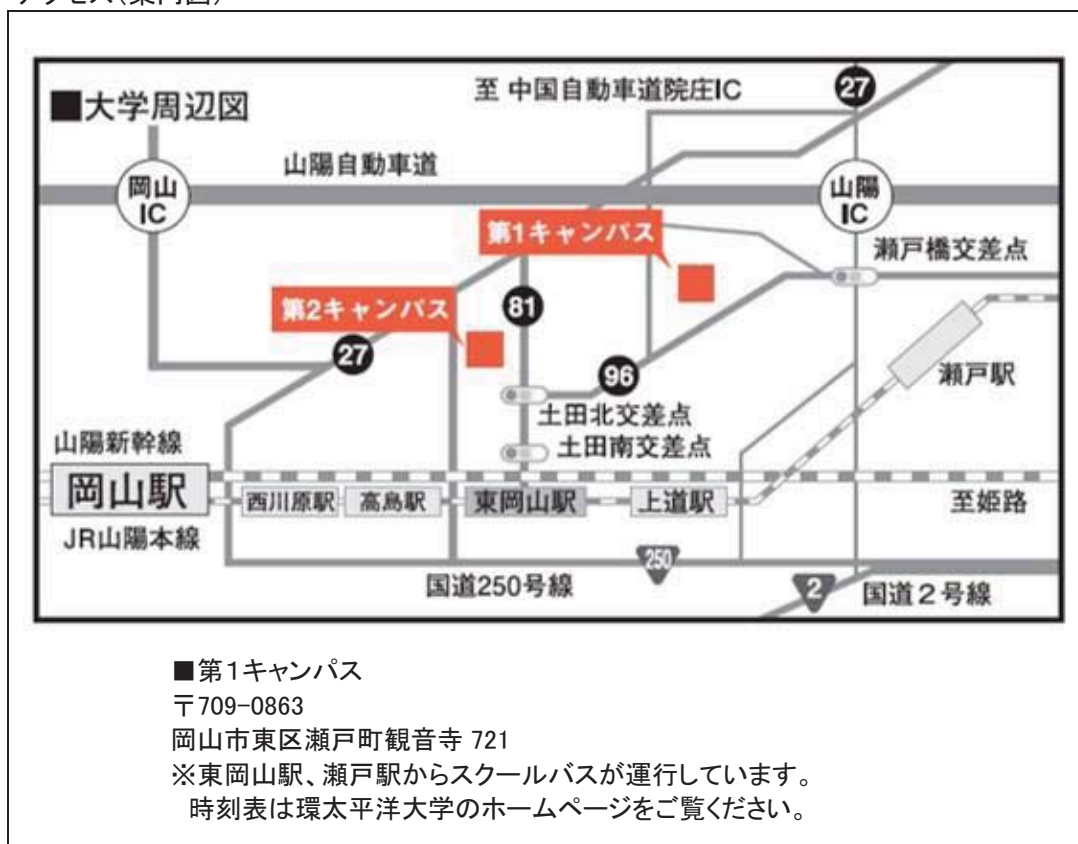 アクセス(案内図)
■大学周辺図
至 中国自動車道院庄IC
27
岡山
IC
山陽自動車道
山陽
IC
第1キャンパス
瀬戸橋交差点
第2キャンパス
81
27
96
瀬戸駅
土田北交差点
土田南交差点
山陽新幹線
岡山駅
西川原駅
高島駅
東岡山駅
上道駅
至姫路
JR山陽本線
250
国道250号線
2
国道2号線
■第1キャンパス
〒709-0863
岡山市東区瀬戸町観音寺 721
※東岡山駅、瀬戸駅からスクールバスが運行しています。
時刻表は環太平洋大学のホームページをご覧ください。